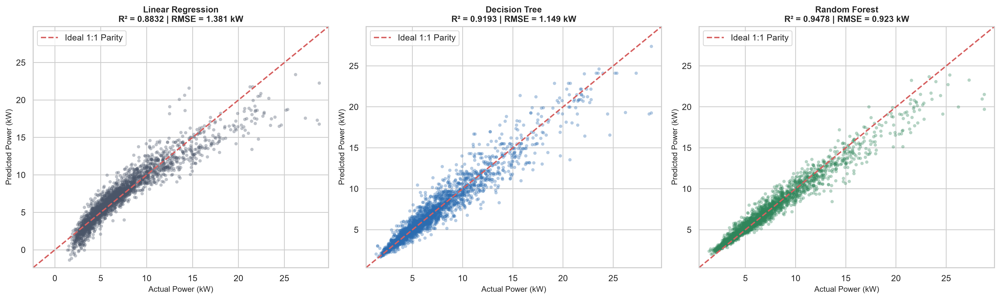 Linear Regression
R² = 0.8832 | RMSE = 1.381 kW
Ideal 1:1 Parity
25
20
15
10
5
0
Predicted Power (kW)
0 5 10 15 20 25
Actual Power (kW)
Decision Tree
R² = 0.9193 | RMSE = 1.149 kW
Ideal 1:1 Parity
25
20
15
10
5
Predicted Power (kW)
5 10 15 20 25
Actual Power (kW)
Random Forest
R² = 0.9478 | RMSE = 0.923 kW
Ideal 1:1 Parity
25
20
15
10
5
Predicted Power (kW)
5 10 15 20 25
Actual Power (kW)